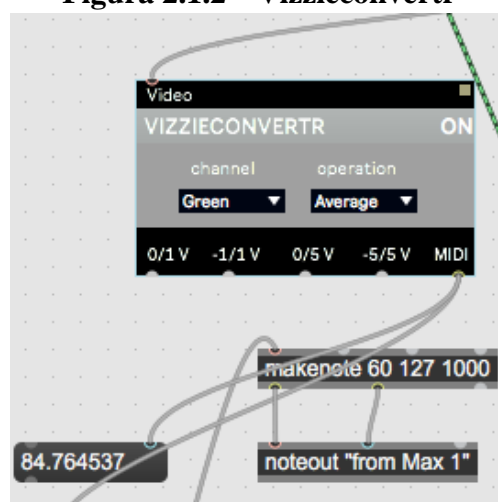 Figura 2.1.2 – Vizzieconvertr
Video
VIZZIECONVERTR ON
channel operation
Green Average
0/1 V -1/1 V 0/5 V -5/5 V MIDI
makenote 60 127 1000
84.764537 noteout "from Max 1"